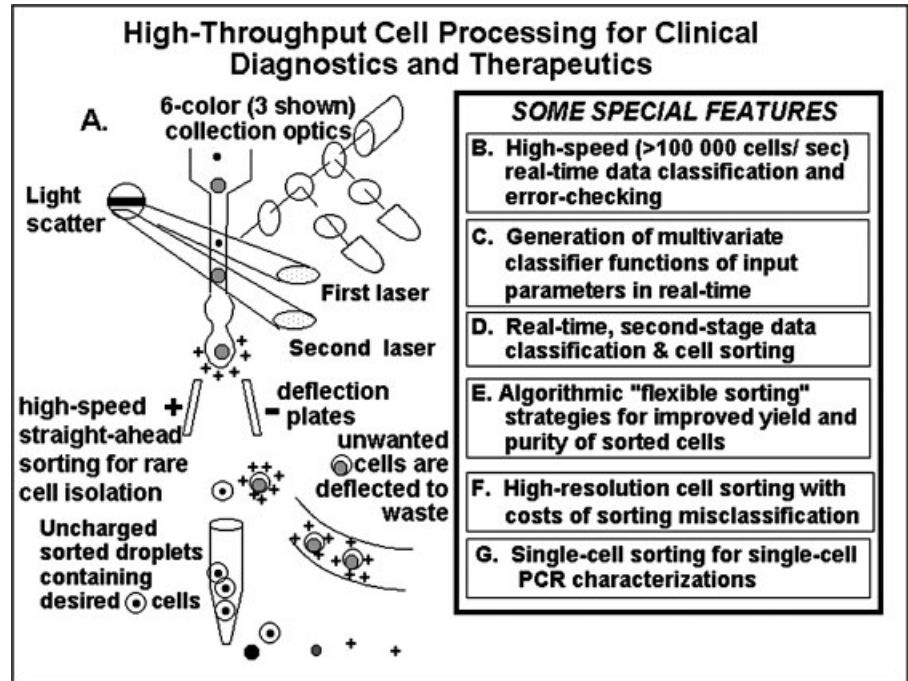 High-Throughput Cell Processing for Clinical
Diagnostics and Therapeutics
A.
6-color (3 shown)
collection optics
Light
scatter
First laser
Second laser
+ + + + + + +
+
-
deflection
plates
high-speed
straight-ahead
sorting for rare
cell isolation
unwanted
cells are
deflected to
waste
Uncharged
sorted droplets
containing
desired cells
SOME SPECIAL FEATURES
B. High-speed (>100 000 cells/ sec)
real-time data classification and
error-checking
C. Generation of multivariate
classifier functions of input
parameters in real-time
D. Real-time, second-stage data
classification & cell sorting
E. Algorithmic "flexible sorting"
strategies for improved yield and
purity of sorted cells
F. High-resolution cell sorting with
costs of sorting misclassification
G. Single-cell sorting for single-cell
PCR characterizations